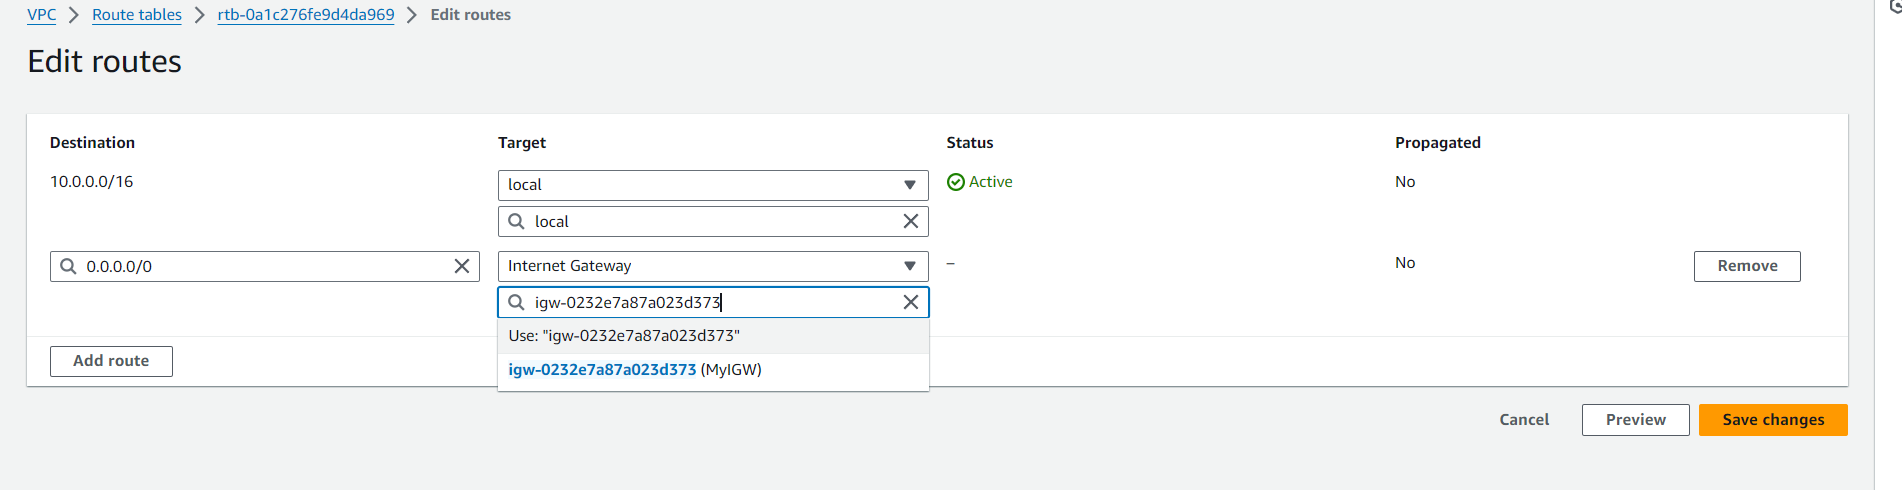 VPC > Route tables > rtb-0a1c276fe9d4da969 > Edit routes
Edit routes
Destination Target Status Propagated
10.0.0.0/16 local Active No
local
0.0.0.0/0 Internet Gateway – No Remove
igw-0232e7a87a023d373
Use: "igw-0232e7a87a023d373"
Add route
igw-0232e7a87a023d373 (MyIGW)
Cancel Preview Save changes